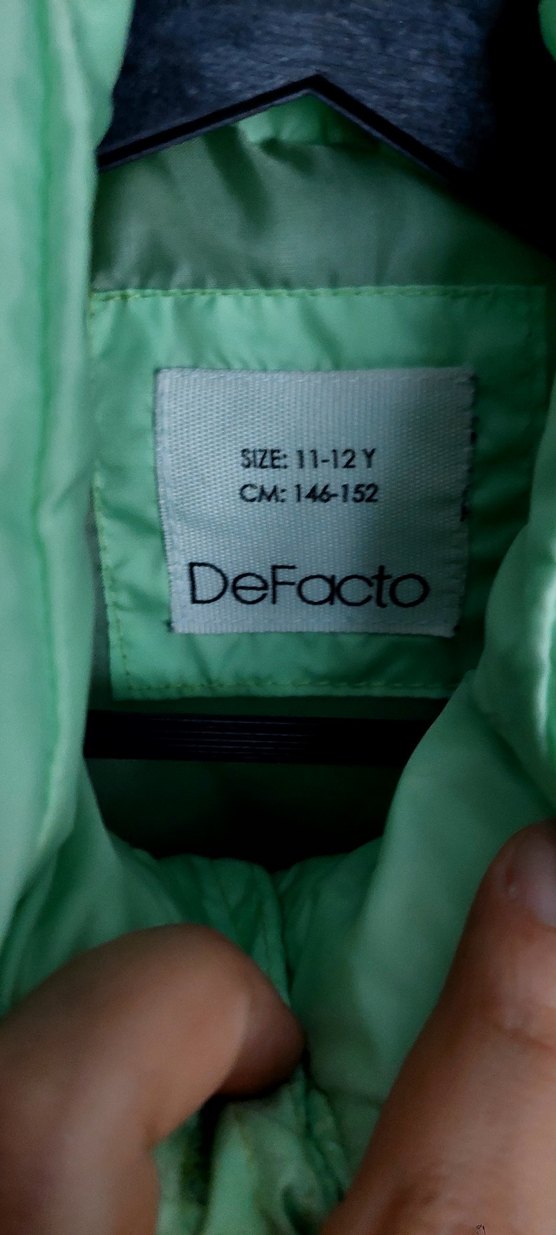 SIZE: 11-12 Y
CM: 146-152
DeFacto